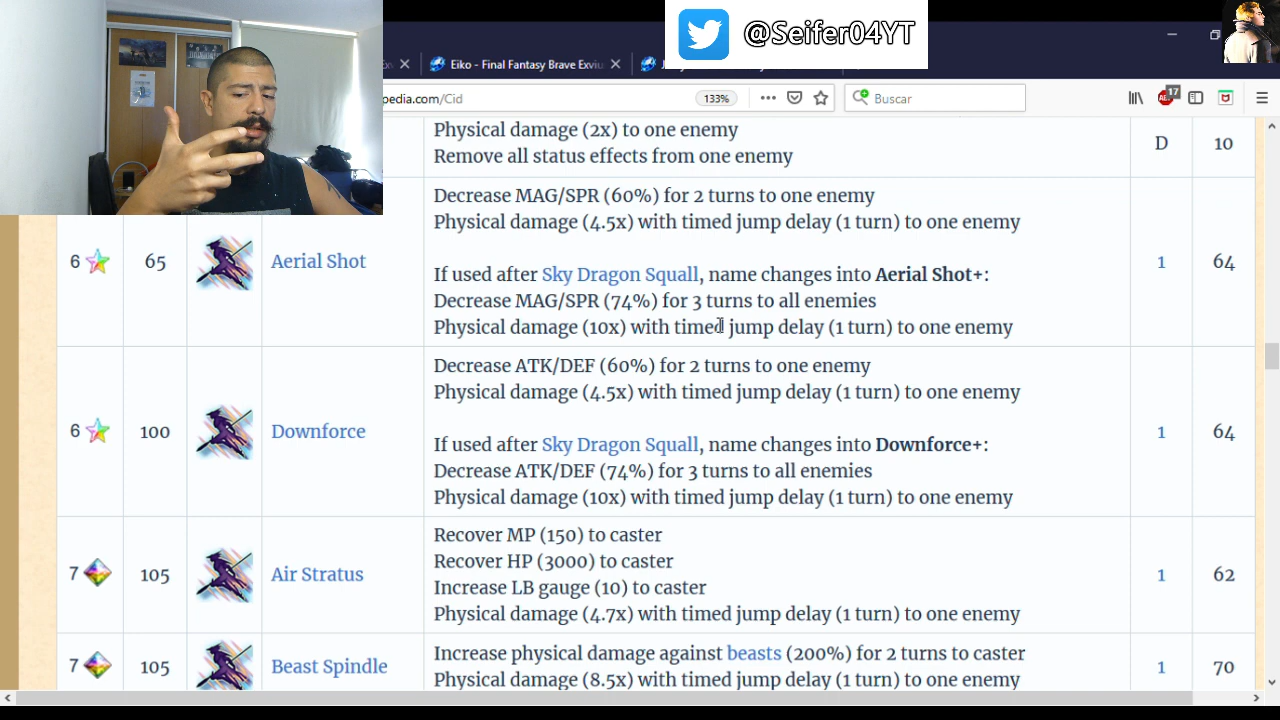 @Seifer04YT
Eiko - Final Fantasy Brave Exviu
pedia.com/Cid
133%
Buscar
17
Physical damage (2x) to one enemy
Remove all status effects from one enemy
D
10
6
65
Aerial Shot
Decrease MAG/SPR (60%) for 2 turns to one enemy
Physical damage (4.5x) with timed jump delay (1 turn) to one enemy
If used after Sky Dragon Squall, name changes into Aerial Shot+:
Decrease MAG/SPR (74%) for 3 turns to all enemies
Physical damage (10x) with timed jump delay (1 turn) to one enemy
1
64
6
100
Downforce
Decrease ATK/DEF (60%) for 2 turns to one enemy
Physical damage (4.5x) with timed jump delay (1 turn) to one enemy
If used after Sky Dragon Squall, name changes into Downforce+:
Decrease ATK/DEF (74%) for 3 turns to all enemies
Physical damage (10x) with timed jump delay (1 turn) to one enemy
1
64
7
105
Air Stratus
Recover MP (150) to caster
Recover HP (3000) to caster
Increase LB gauge (10) to caster
Physical damage (4.7x) with timed jump delay (1 turn) to one enemy
1
62
7
105
Beast Spindle
Increase physical damage against beasts (200%) for 2 turns to caster
Physical damage (8.5x) with timed jump delay (1 turn) to one enemy
1
70